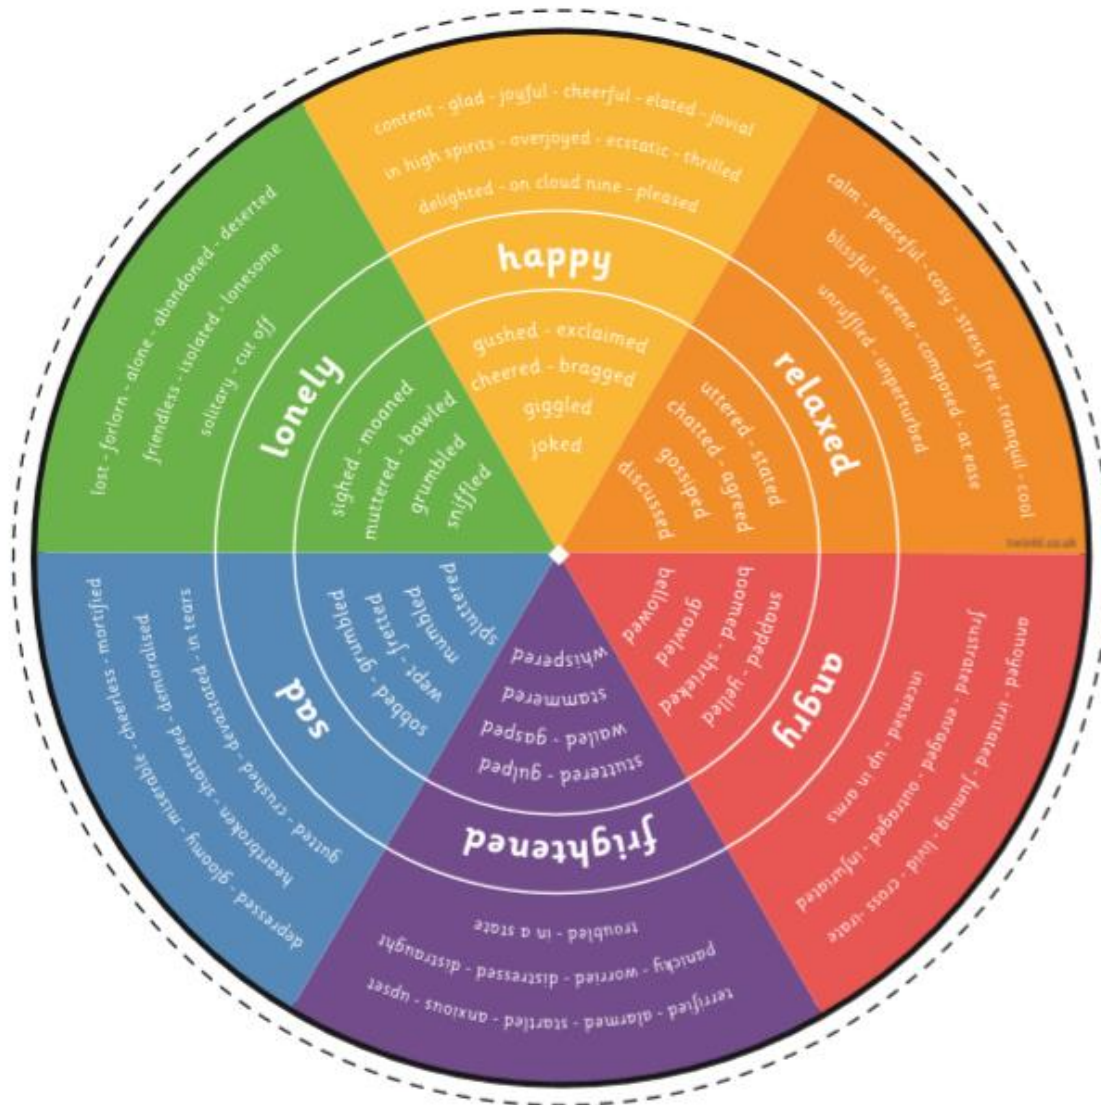 content - glad - joyful - cheerful - elated - jovial
in high spirits - overjoyed - ecstatic - thrilled
delighted - on cloud nine - pleased
happy
gushed - exclaimed
cheered - bragged
giggled
joked
calm - peaceful - cosy - stress free - tranquil - cool
blissful - serene - composed - at ease
unruffled - unperturbed
relaxed
uttered - stated
chatted - agreed
gossiped
discussed
twinkl.co.uk
annoyed - irritated - fuming - livid - cross -irate
frustrated - enraged - outraged - infuriated
incensed - up in arms
angry
snapped - yelled
boomed - shrieked
growled
bellowed
terrified - alarmed - startled - anxious - upset
panicky - worried - distressed - distraught
troubled - in a state
frightened
stuttered - gulped
wailed - gasped
stammered
whispered
depressed - gloomy - miserable - cheerless - mortified
heartbroken - shattered - demoralised
gutted - crushed - devastated - in tears
sad
sobbed - grumbled
wept - fretted
mumbled
spluttered
lost - forlorn - alone - abandoned - deserted
friendless - isolated - lonesome
solitary - cut off
lonely
sighed - moaned
muttered - bawled
grumbled
sniffled